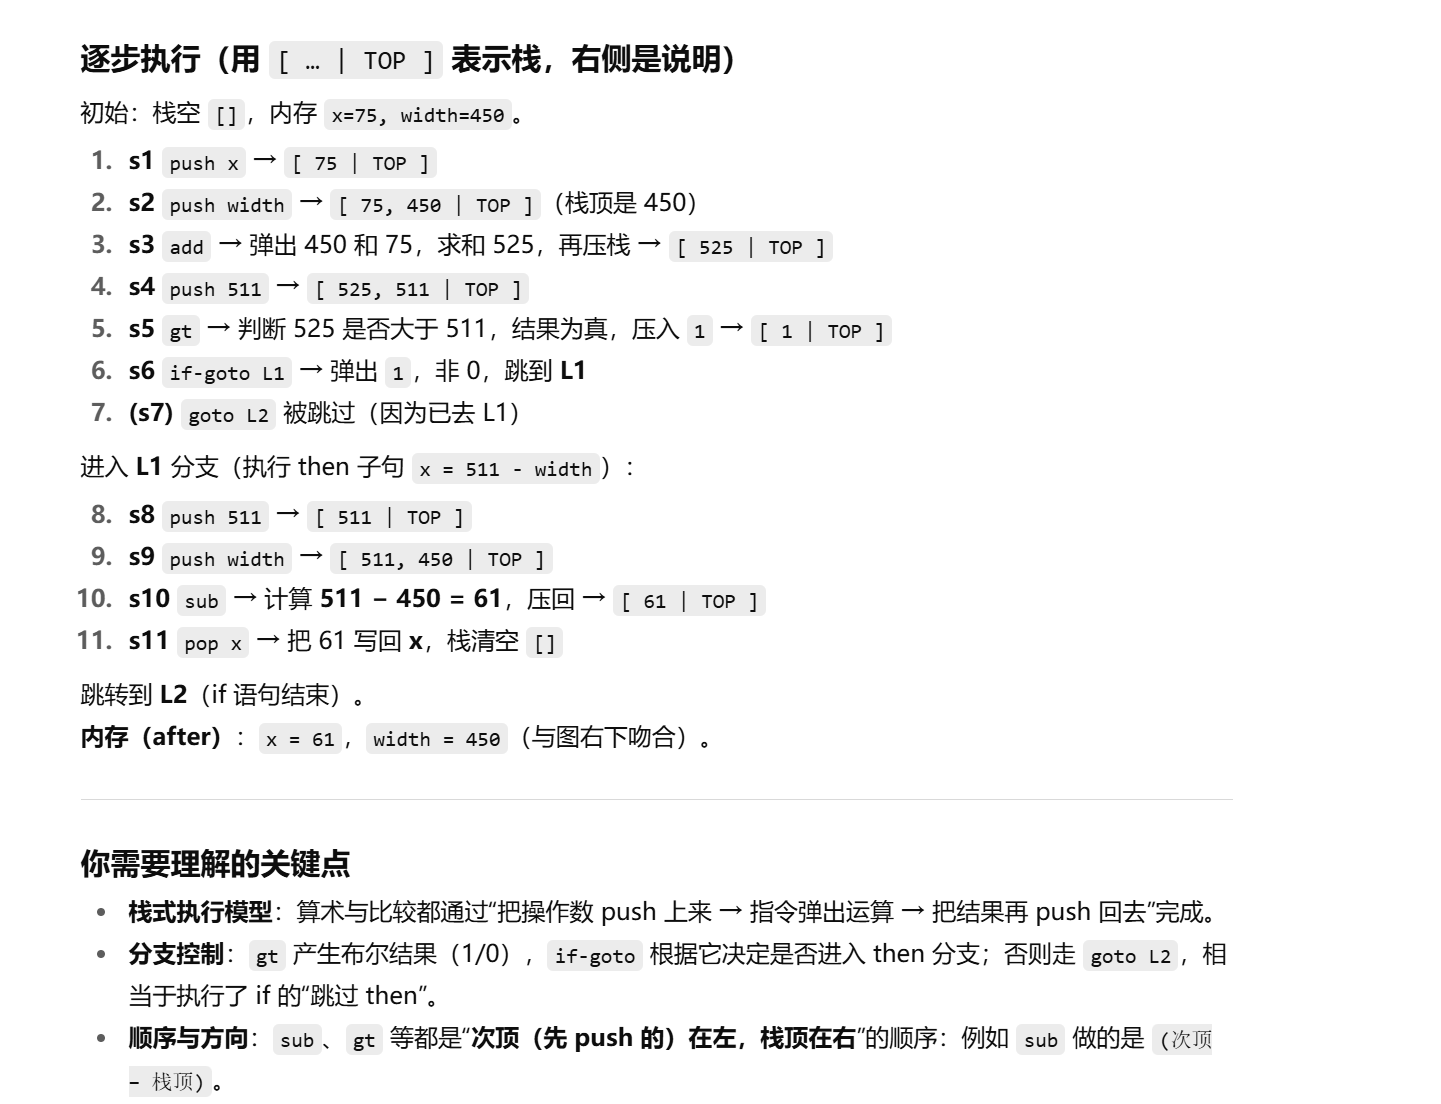 逐步执行（用 [ … | TOP ] 表示栈，右侧是说明）
初始：栈空 []，内存 x=75, width=450。
1. s1 push x → [ 75 | TOP ]
2. s2 push width → [ 75, 450 | TOP ]（栈顶是 450）
3. s3 add → 弹出 450 和 75，求和 525，再压栈 → [ 525 | TOP ]
4. s4 push 511 → [ 525, 511 | TOP ]
5. s5 gt → 判断 525 是否大于 511，结果为真，压入 1 → [ 1 | TOP ]
6. s6 if-goto L1 → 弹出 1，非 0，跳到 L1
7. (s7) goto L2 被跳过（因为已去 L1）
进入 L1 分支（执行 then 子句 x = 511 - width）：
8. s8 push 511 → [ 511 | TOP ]
9. s9 push width → [ 511, 450 | TOP ]
10. s10 sub → 计算 511 − 450 = 61，压回 → [ 61 | TOP ]
11. s11 pop x → 把 61 写回 x，栈清空 []
跳转到 L2（if 语句结束）。
内存（after）：x = 61，width = 450（与图右下吻合）。
你需要理解的关键点
• 栈式执行模型：算术与比较都通过“把操作数 push 上来 → 指令弹出运算 → 把结果再 push 回去”完成。
• 分支控制：gt 产生布尔结果（1/0），if-goto 根据它决定是否进入 then 分支；否则走 goto L2，相
当于执行了 if 的“跳过 then”。
• 顺序与方向：sub、gt 等都是“次顶（先 push 的）在左，栈顶在右”的顺序：例如 sub 做的是 (次顶
− 栈顶)。